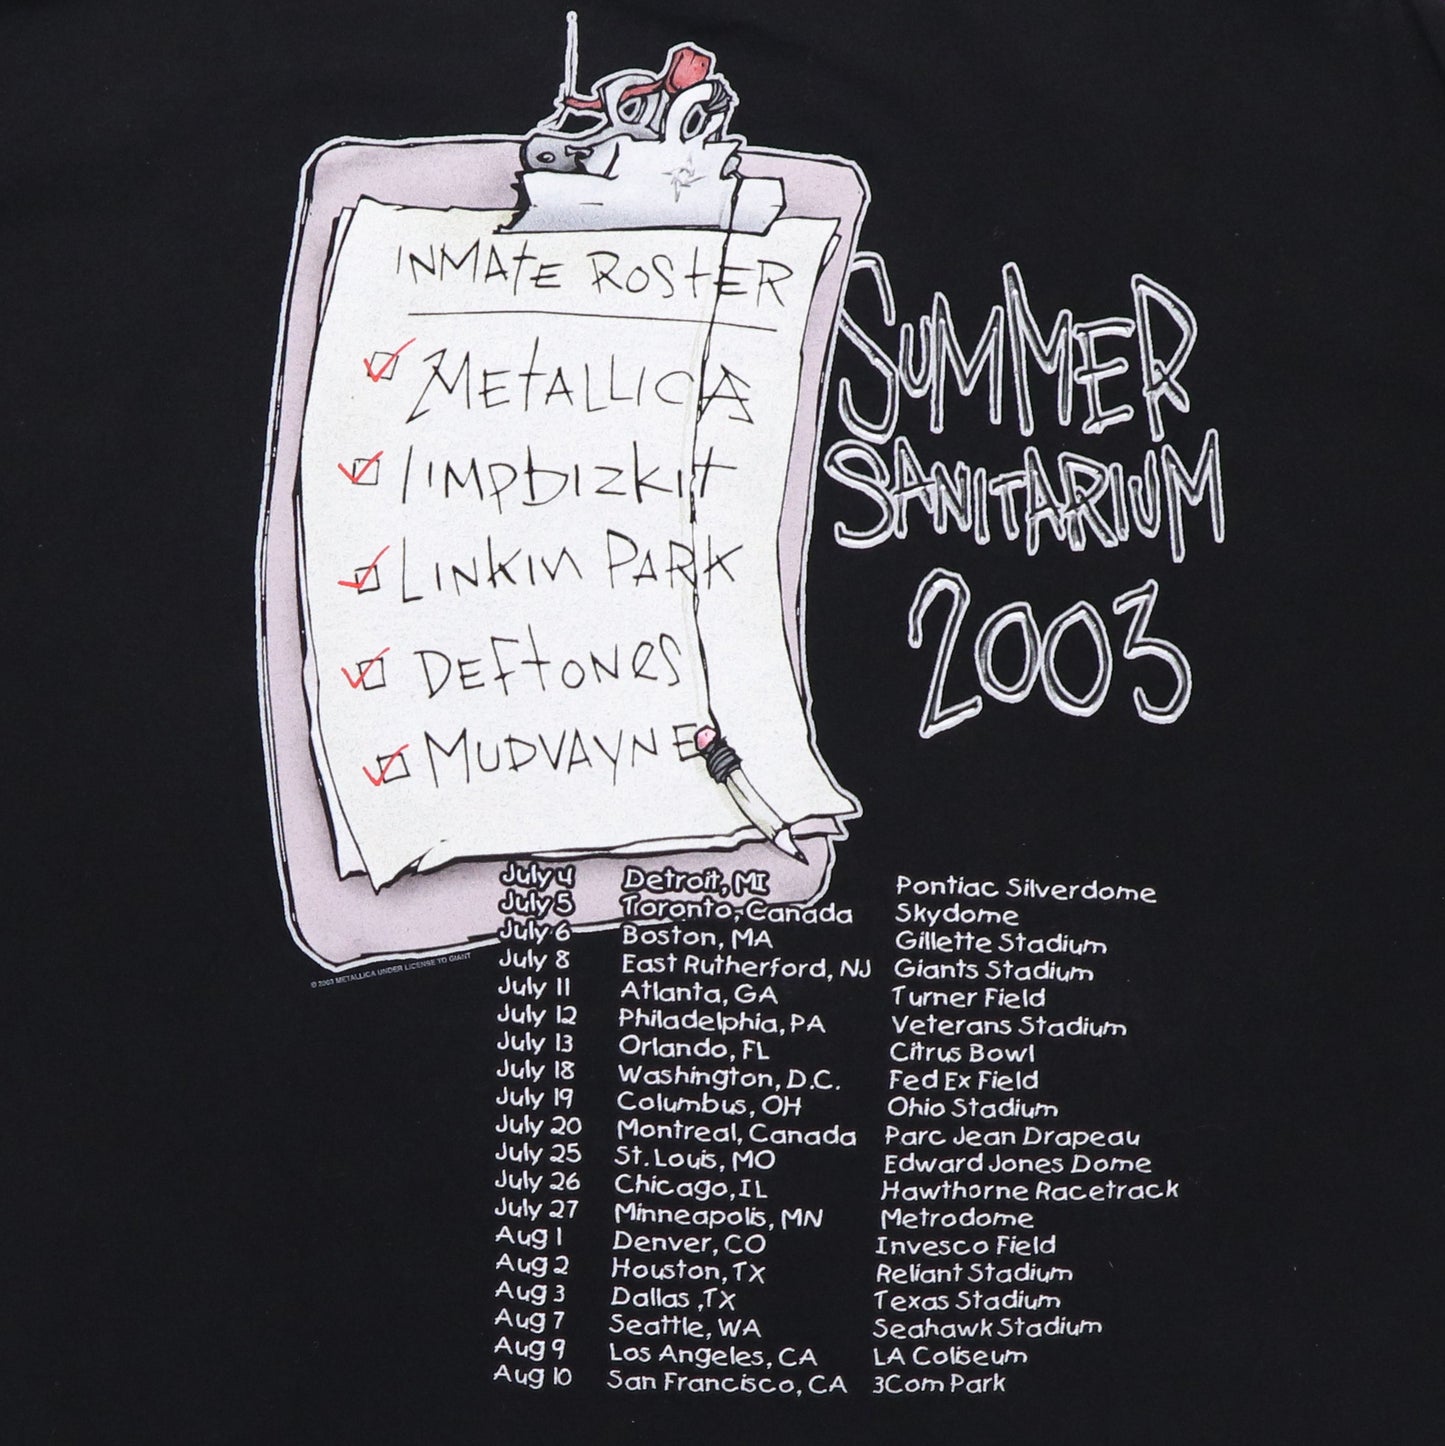 INMATE ROSTER
METALLICA
limpbizkit
LINKIN PARK
DEFTONES
MUDVAYNE
SUMMER
SANITARIUM
2003
July 4 Detroit, MI Pontiac Silverdome
July 5 Toronto, Canada Skydome
July 6 Boston, MA Gillette Stadium
July 8 East Rutherford, NJ Giants Stadium
July 11 Atlanta, GA Turner Field
July 12 Philadelphia, PA Veterans Stadium
July 13 Orlando, FL Citrus Bowl
July 18 Washington, D.C. Fed Ex Field
July 19 Columbus, OH Ohio Stadium
July 20 Montreal, Canada Parc Jean Drapeau
July 25 St. Louis, MO Edward Jones Dome
July 26 Chicago, IL Hawthorne Racetrack
July 27 Minneapolis, MN Metrodome
Aug 1 Denver, CO Invesco Field
Aug 2 Houston, TX Reliant Stadium
Aug 3 Dallas ,TX Texas Stadium
Aug 7 Seattle, WA Seahawk Stadium
Aug 9 Los Angeles, CA LA Coliseum
Aug 10 San Francisco, CA 3Com Park
© 2003 METALLICA UNDER LICENSE TO GIANT